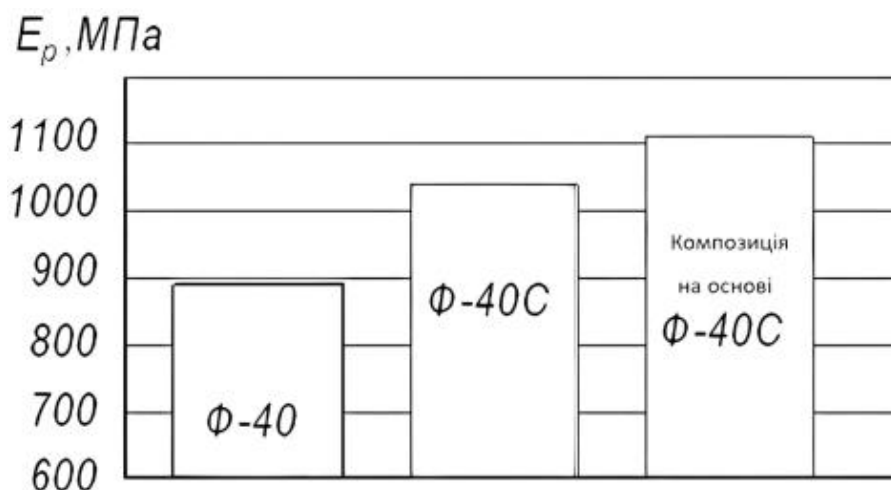 Eр, МПа
1100
1000
900
800
700
600
Ф-40
Ф-40С
Композиція
на основі
Ф-40С